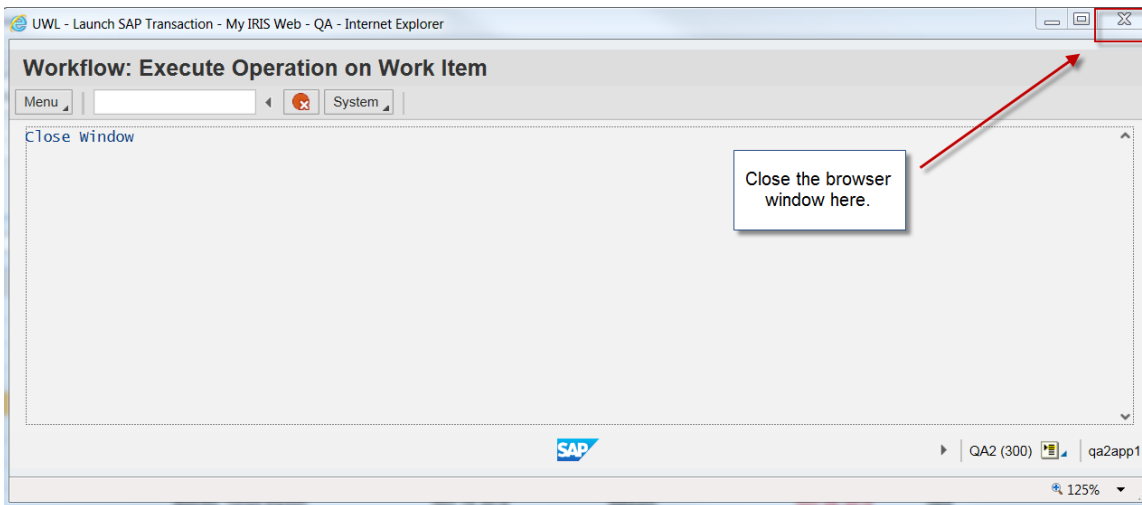 UWL - Launch SAP Transaction - My IRIS Web - QA - Internet Explorer
Workflow: Execute Operation on Work Item
Menu
System
Close Window
Close the browser
window here.
SAP
QA2 (300)
qa2app1
125%